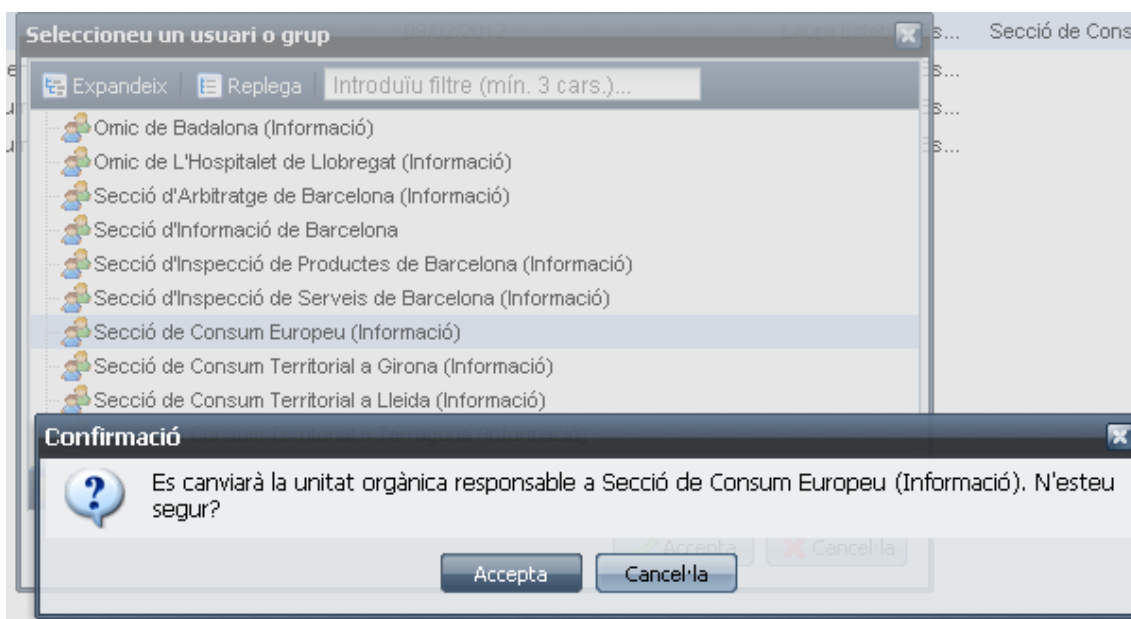 09/02/2012
s... Secció de Cons
Seleccioneu un usuari o grup
s...
Expandeix Replega Introduïu filtre (mín. 3 cars.)...
s...
Omic de Badalona (Informació)
s...
Omic de L'Hospitalet de Llobregat (Informació)
Secció d'Arbitratge de Barcelona (Informació)
Secció d'Informació de Barcelona
Secció d'Inspecció de Productes de Barcelona (Informació)
Secció d'Inspecció de Serveis de Barcelona (Informació)
Secció de Consum Europeu (Informació)
Secció de Consum Territorial a Girona (Informació)
Secció de Consum Territorial a Lleida (Informació)
Confirmació
Es canviarà la unitat orgànica responsable a Secció de Consum Europeu (Informació). N'esteu
segur?
Accepta Cancel·la
Accepta Cancel·la